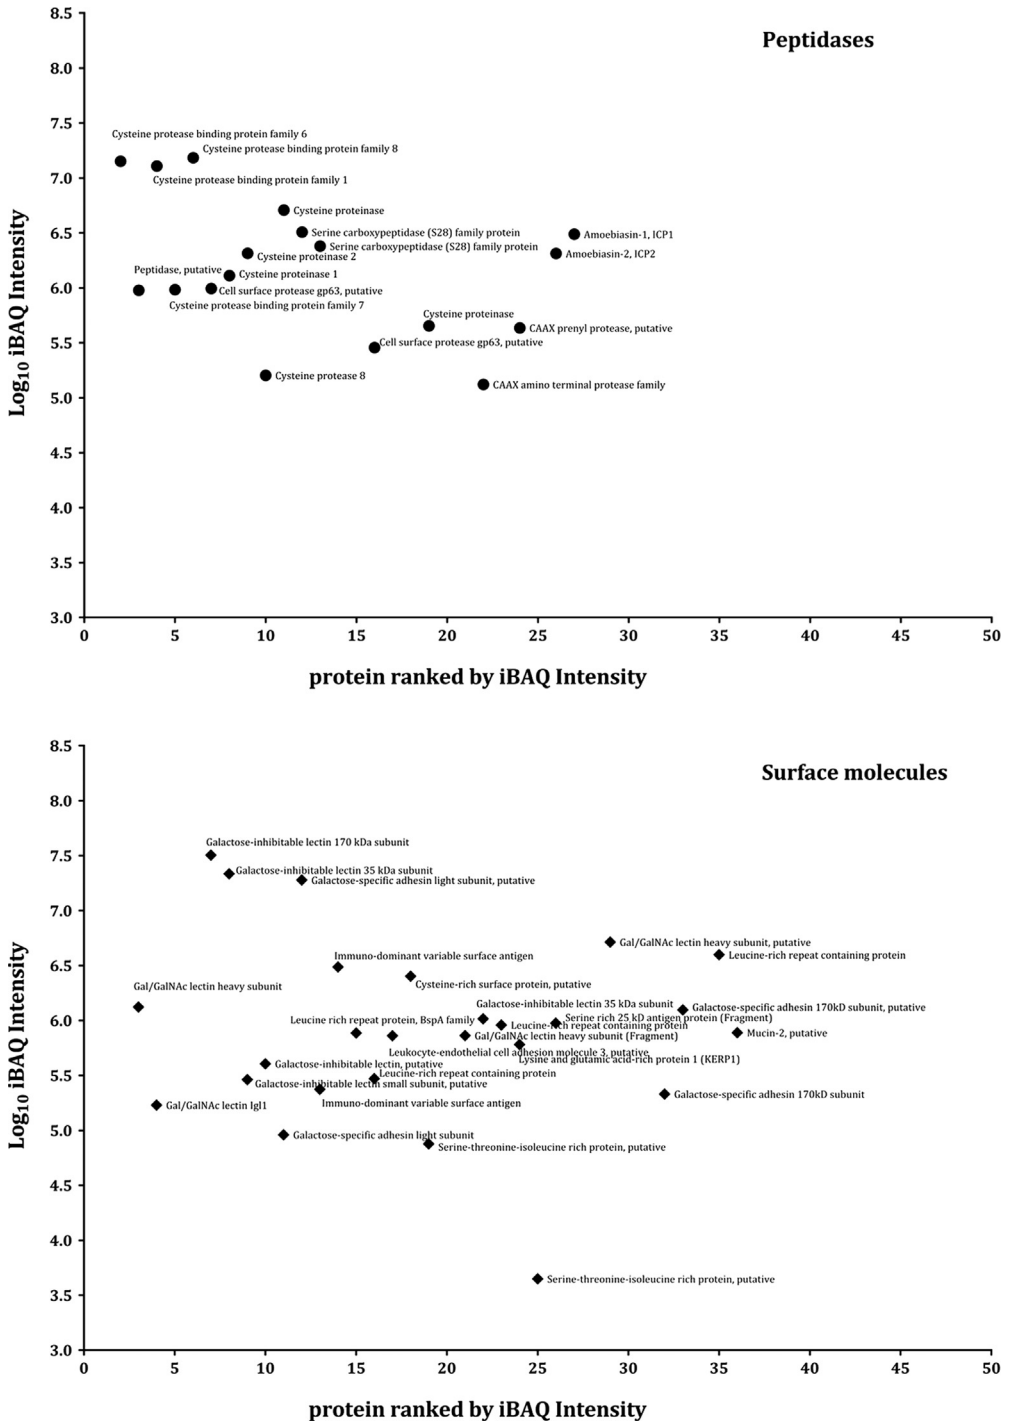 8.5
Peptidases
8.0
7.5
Cysteine protease binding protein family 6
Cysteine protease binding protein family 8
7.0
Cysteine protease binding protein family 1
Cysteine proteinase
6.5
Serine carboxypeptidase (S28) family protein
Amoebiasin-1, ICP1
Serine carboxypeptidase (S28) family protein
Cysteine proteinase 2
Amoebiasin-2, ICP2
Peptidase, putative
Cysteine proteinase 1
6.0
Cell surface protease gp63, putative
Cysteine protease binding protein family 7
Cysteine proteinase
CAAX prenyl protease, putative
5.5
Cell surface protease gp63, putative
Cysteine protease 8
CAAX amino terminal protease family
5.0
4.5
4.0
3.5
3.0
Log10 iBAQ Intensity
0 5 10 15 20 25 30 35 40 45 50
protein ranked by iBAQ Intensity
8.5
Surface molecules
8.0
Galactose-inhibitable lectin 170 kDa subunit
7.5
Galactose-inhibitable lectin 35 kDa subunit
Galactose-specific adhesion light subunit, putative
7.0
Gal/GalNAc lectin heavy subunit, putative
Immuno-dominant variable surface antigen
Leucine-rich repeat containing protein
6.5
Cysteine-rich surface protein, putative
Gal/GalNAc lectin heavy subunit
Galactose-inhibitable lectin 35 kDa subunit
Galactose-specific adhesin 170kD subunit, putative
6.0
Leucine rich repeat protein, BspA family
Serine rich 25 kD antigen protein (Fragment)
Leucine-rich repeat containing protein
Mucin-2, putative
Gal/GalNAc lectin heavy subunit (Fragment)
Leukocyte-endothelial cell adhesion molecule 3, putative
Lysine and glutamic acid-rich protein 1 (KERP1)
Galactose-inhibitable lectin, putative
Leucine-rich repeat containing protein
5.5
Galactose-inhibitable lectin small subunit, putative
Galactose-specific adhesin 170kD subunit
Gal/GalNAc lectin Igl1
Immuno-dominant variable surface antigen
5.0
Galactose-specific adhesin light subunit
Serine-threonine-isoleucine rich protein, putative
4.5
4.0
Serine-threonine-isoleucine rich protein, putative
3.5
3.0
Log10 iBAQ Intensity
0 5 10 15 20 25 30 35 40 45 50
protein ranked by iBAQ Intensity